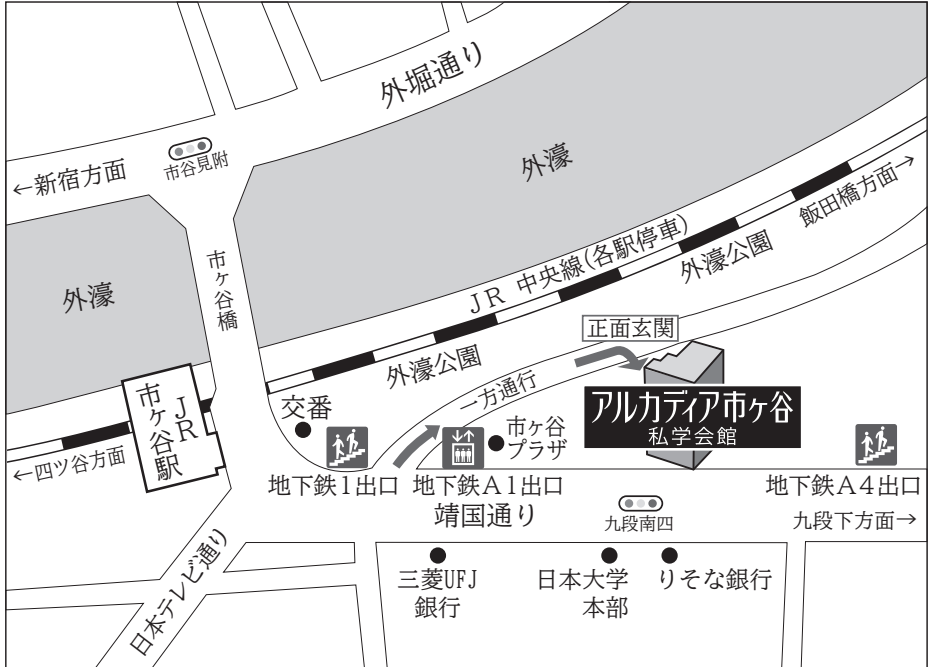 外堀通り
市谷見附
←新宿方面
外濠
飯田橋方面→
市ヶ谷橋
外濠
JR 中央線(各駅停車)
外濠公園
正面玄関
外濠公園
一方通行
アルカディア市ヶ谷
私学会館
交番
市ヶ谷
プラザ
JR
市ヶ谷駅
←四ツ谷方面
地下鉄1出口
地下鉄A1出口
地下鉄A4出口
靖国通り
九段南四
九段下方面→
日本テレビ通り
三菱UFJ
銀行
日本大学
本部
りそな銀行